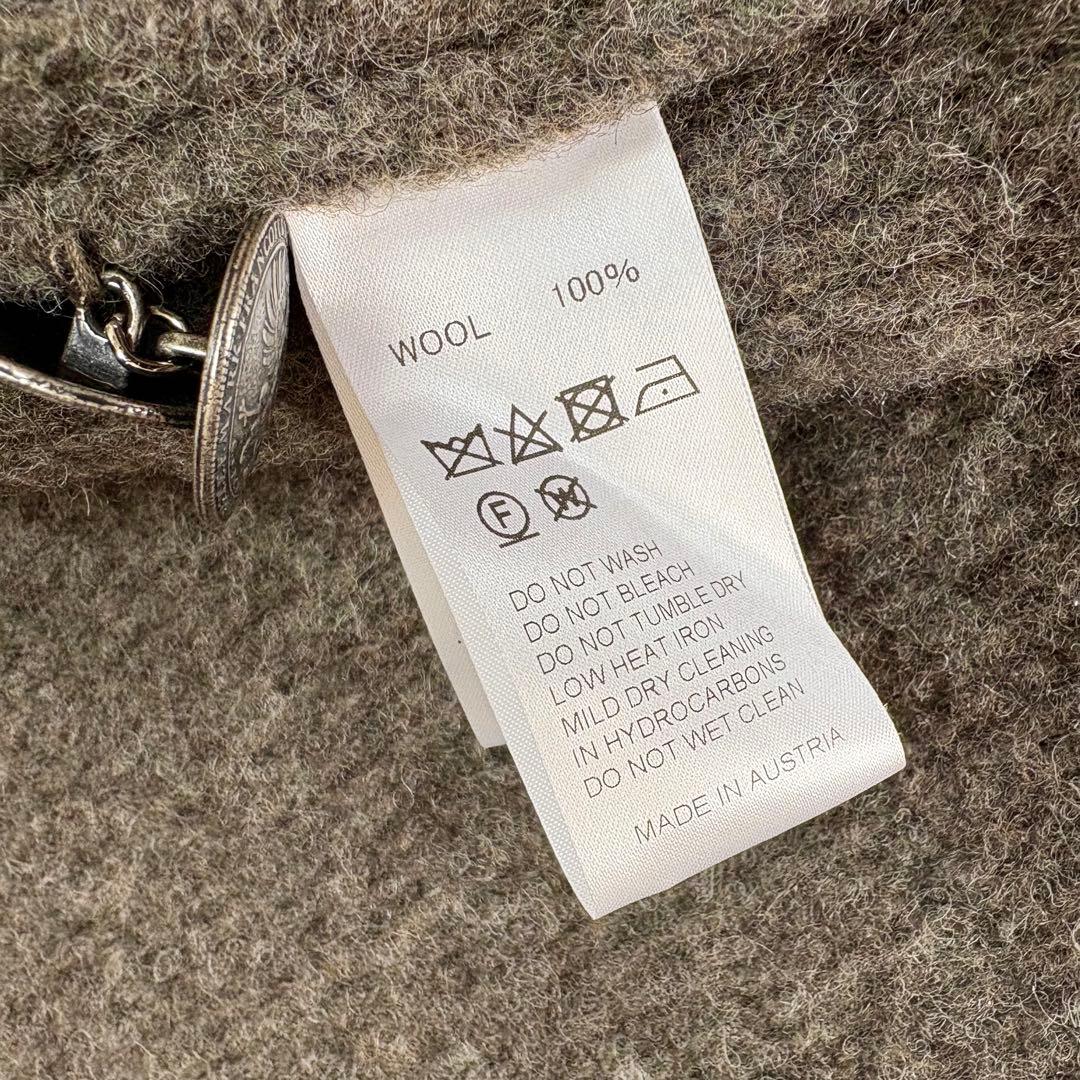 WOOL 100%
F
W
DO NOT WASH
DO NOT BLEACH
DO NOT TUMBLE DRY
LOW HEAT IRON
MILD DRY CLEANING
IN HYDROCARBONS
DO NOT WET CLEAN
MADE IN AUSTRIA